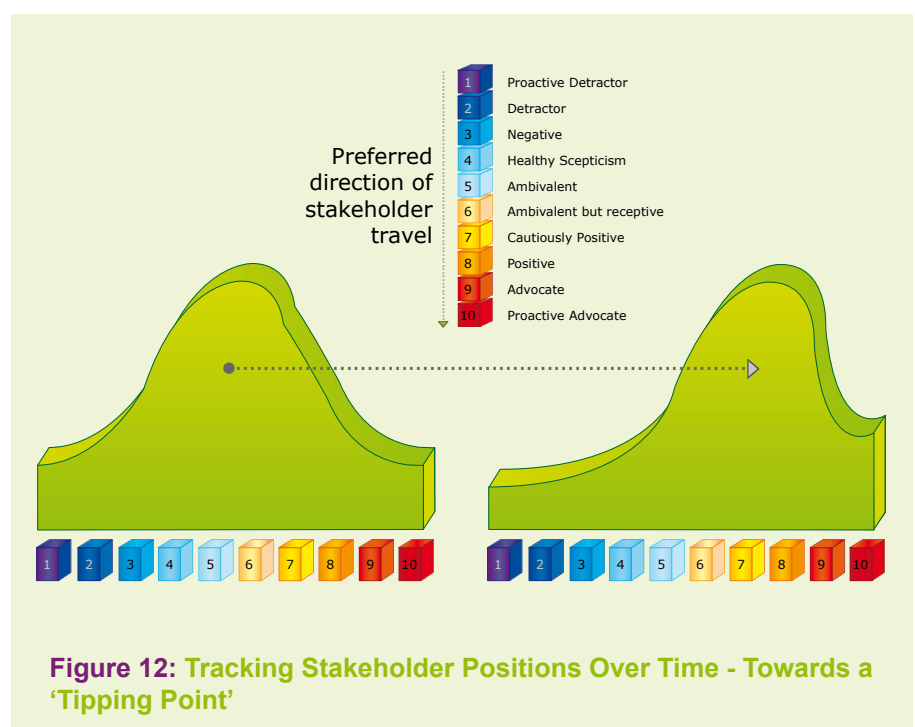 1 Proactive Detractor
2 Detractor
3 Negative
4 Healthy Scepticism
5 Ambivalent
6 Ambivalent but receptive
7 Cautiously Positive
8 Positive
9 Advocate
10 Proactive Advocate
Preferred
direction of
stakeholder
travel
1 2 3 4 5 6 7 8 9 10
1 2 3 4 5 6 7 8 9 10
Figure 12: Tracking Stakeholder Positions Over Time - Towards a
‘Tipping Point’